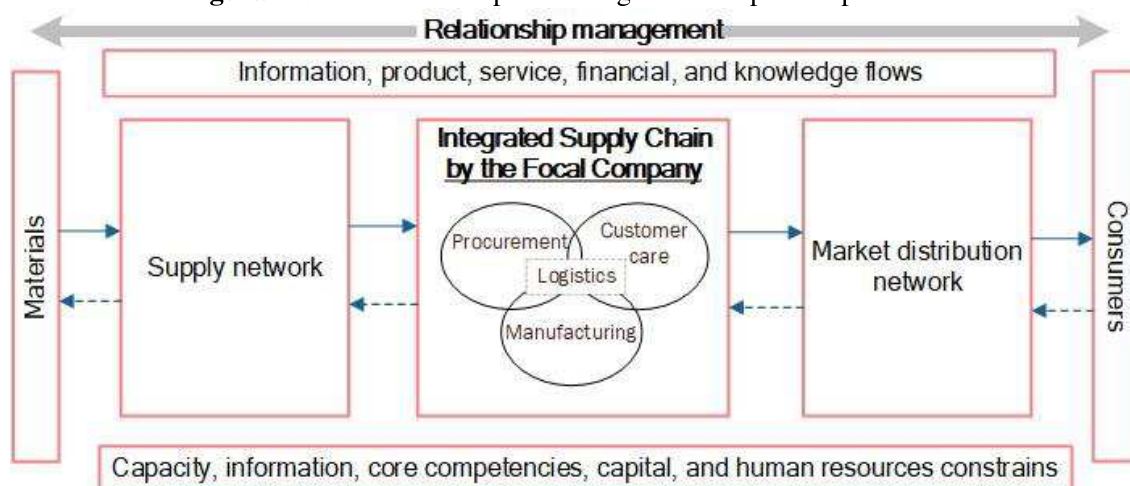 Relationship management
Information, product, service, financial, and knowledge flows
Materials
Supply network
Integrated Supply Chain
by the Focal Company
Procurement
Customer
care
Logistics
Manufacturing
Market distribution
network
Consumers
Capacity, information, core competencies, capital, and human resources constrains